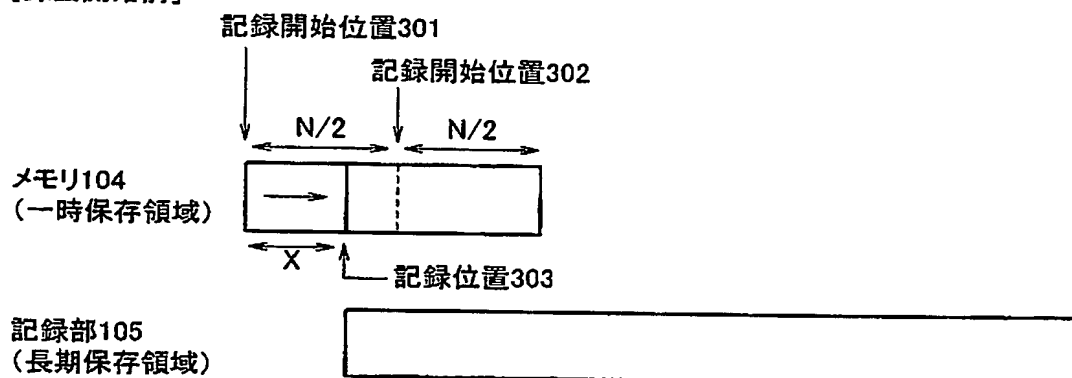 記録開始位置301
記録開始位置302
N/2
N/2
メモリ104
(一時保存領域)
X
記録位置303
記録部105
(長期保存領域)